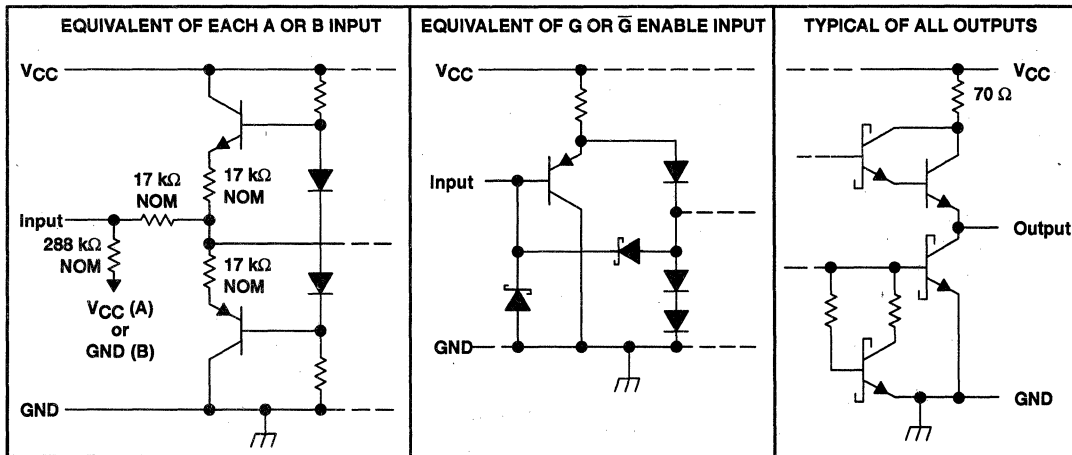 EQUIVALENT OF EACH A OR B INPUT
VCC
17 kΩ
NOM
17 kΩ
NOM
Input
288 kΩ
NOM
17 kΩ
NOM
VCC (A)
or
GND (B)
GND
EQUIVALENT OF G OR G̅ ENABLE INPUT
VCC
Input
GND
TYPICAL OF ALL OUTPUTS
VCC
70 Ω
Output
GND